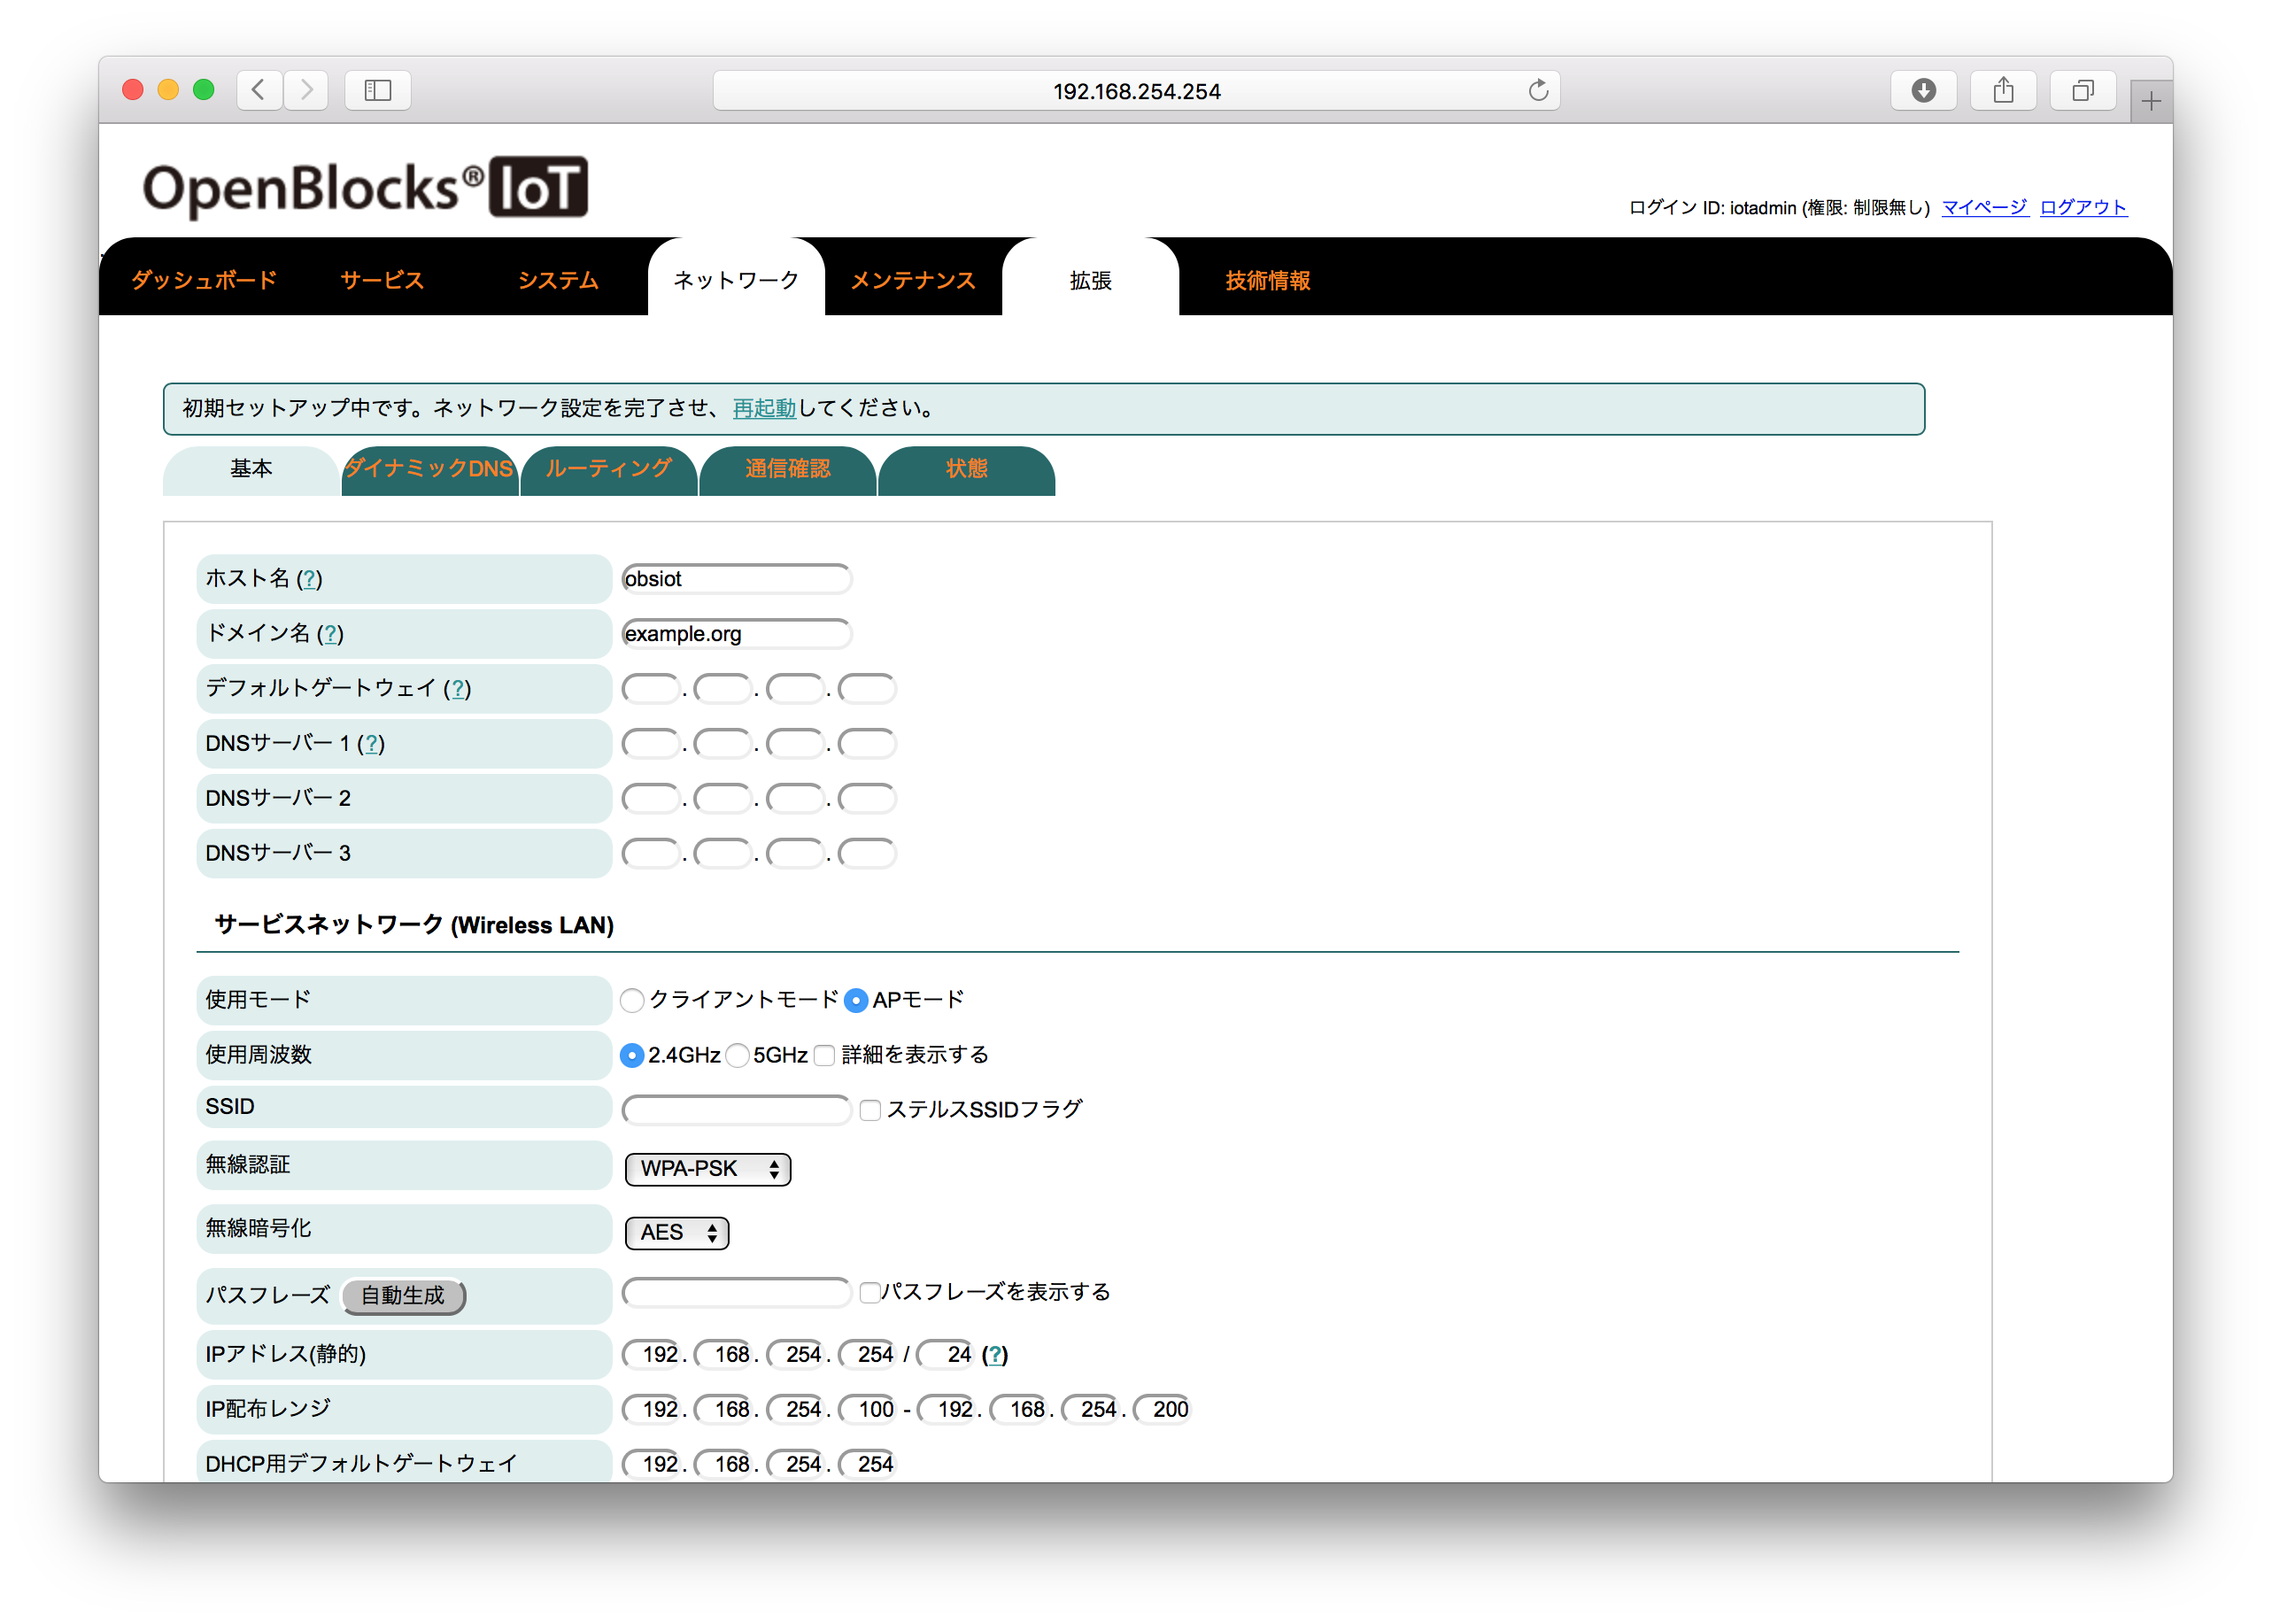 192.168.254.254
OpenBlocks®IoT
ログイン ID: iotadmin (権限: 制限無し) マイページ ログアウト
ダッシュボード サービス システム ネットワーク メンテナンス 拡張 技術情報
初期セットアップ中です。ネットワーク設定を完了させ、 再起動してください。
基本 ダイナミックDNS ルーティング 通信確認 状態
ホスト名 (?) obsiot
ドメイン名 (?) example.org
デフォルトゲートウェイ (?) . . .
DNSサーバー 1 (?) . . .
DNSサーバー 2 . . .
DNSサーバー 3 . . .
サービスネットワーク (Wireless LAN)
使用モード クライアントモード APモード
使用周波数 2.4GHz 5GHz 詳細を表示する
SSID ステルスSSIDフラグ
無線認証 WPA-PSK
無線暗号化 AES
パスフレーズ 自動生成 パスフレーズを表示する
IPアドレス(静的) 192. 168. 254. 254 / 24 (?)
IP配布レンジ 192. 168. 254. 100 - 192. 168. 254. 200
DHCP用デフォルトゲートウェイ 192. 168. 254. 254